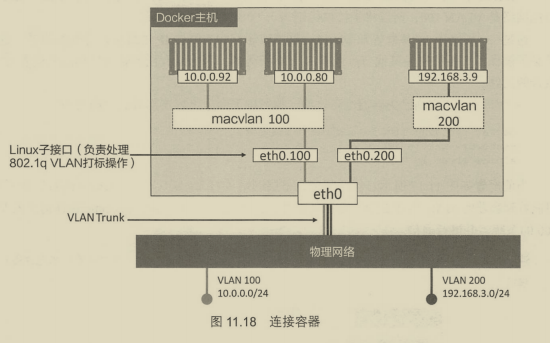 Docker主机
10.0.0.92
10.0.0.80
192.168.3.9
macvlan 100
macvlan
200
Linux子接口（负责处理
802.1q VLAN打标操作）
eth0.100
eth0.200
eth0
VLAN Trunk
物理网络
VLAN 100
10.0.0.0/24
VLAN 200
192.168.3.0/24
图 11.18 连接容器